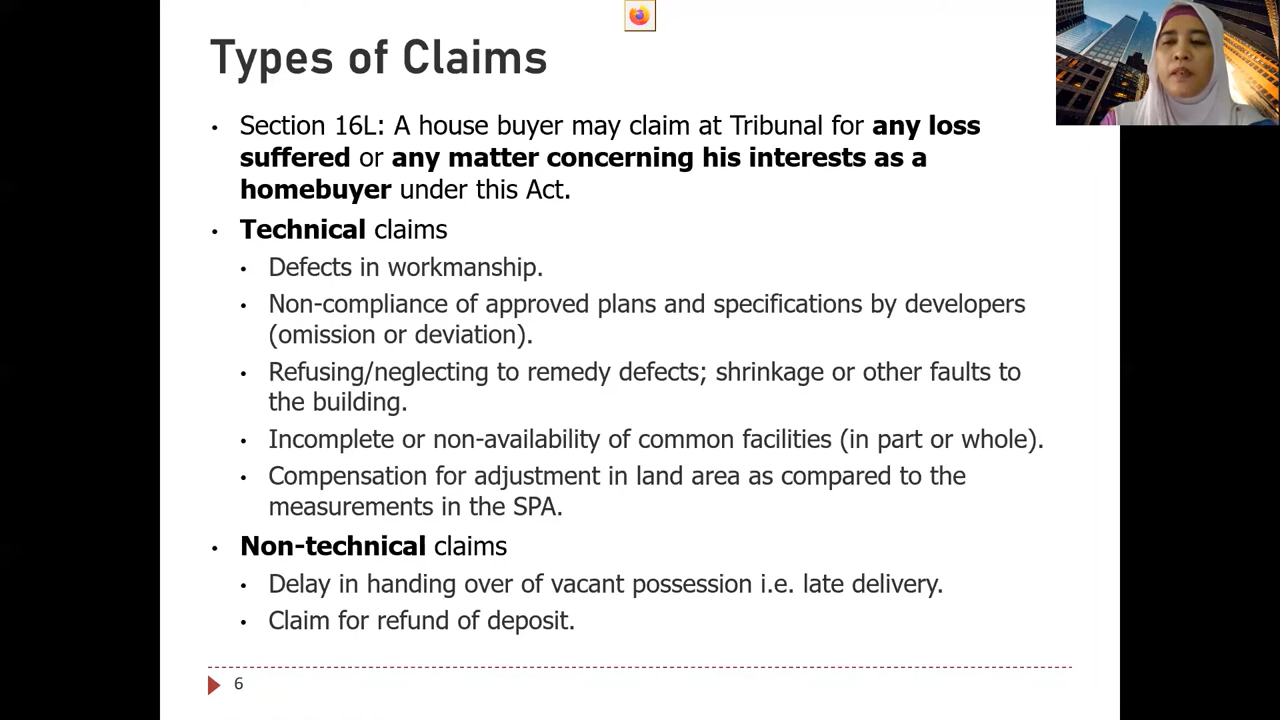 Types of Claims
• Section 16L: A house buyer may claim at Tribunal for any loss
suffered or any matter concerning his interests as a
homebuyer under this Act.
• Technical claims
• Defects in workmanship.
• Non-compliance of approved plans and specifications by developers
(omission or deviation).
• Refusing/neglecting to remedy defects; shrinkage or other faults to
the building.
• Incomplete or non-availability of common facilities (in part or whole).
• Compensation for adjustment in land area as compared to the
measurements in the SPA.
• Non-technical claims
• Delay in handing over of vacant possession i.e. late delivery.
• Claim for refund of deposit.
6